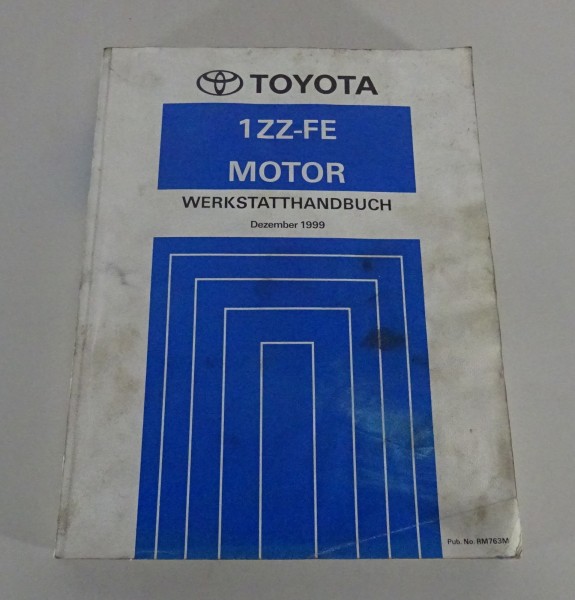 TOYOTA
1ZZ-FE
MOTOR
WERKSTATTHANDBUCH
Dezember 1999
Pub. No. RM763M